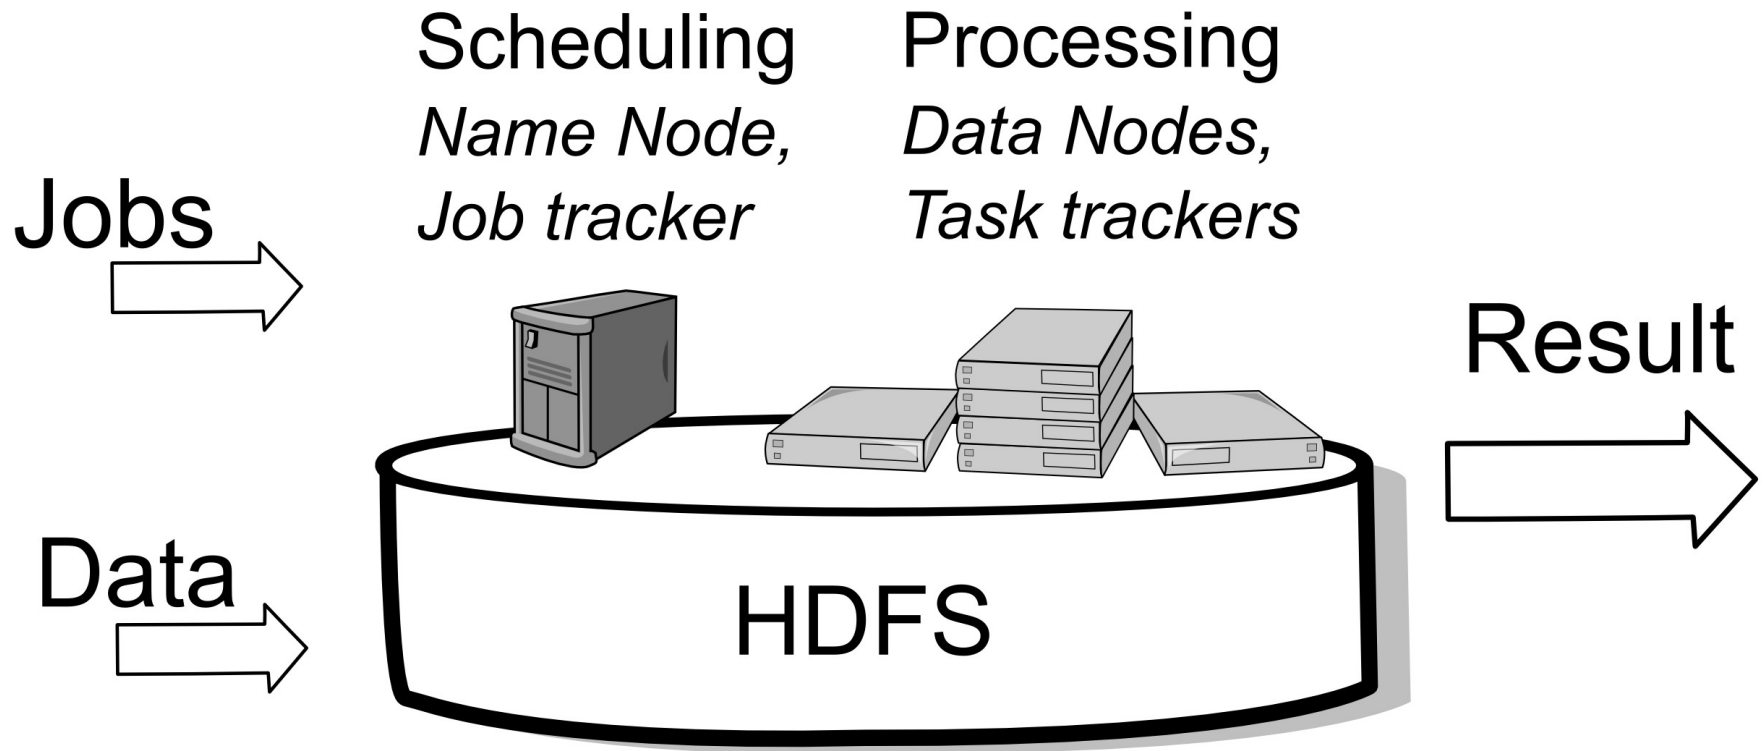 Scheduling
Name Node,
Job tracker
Processing
Data Nodes,
Task trackers
Jobs
Data
HDFS
Result